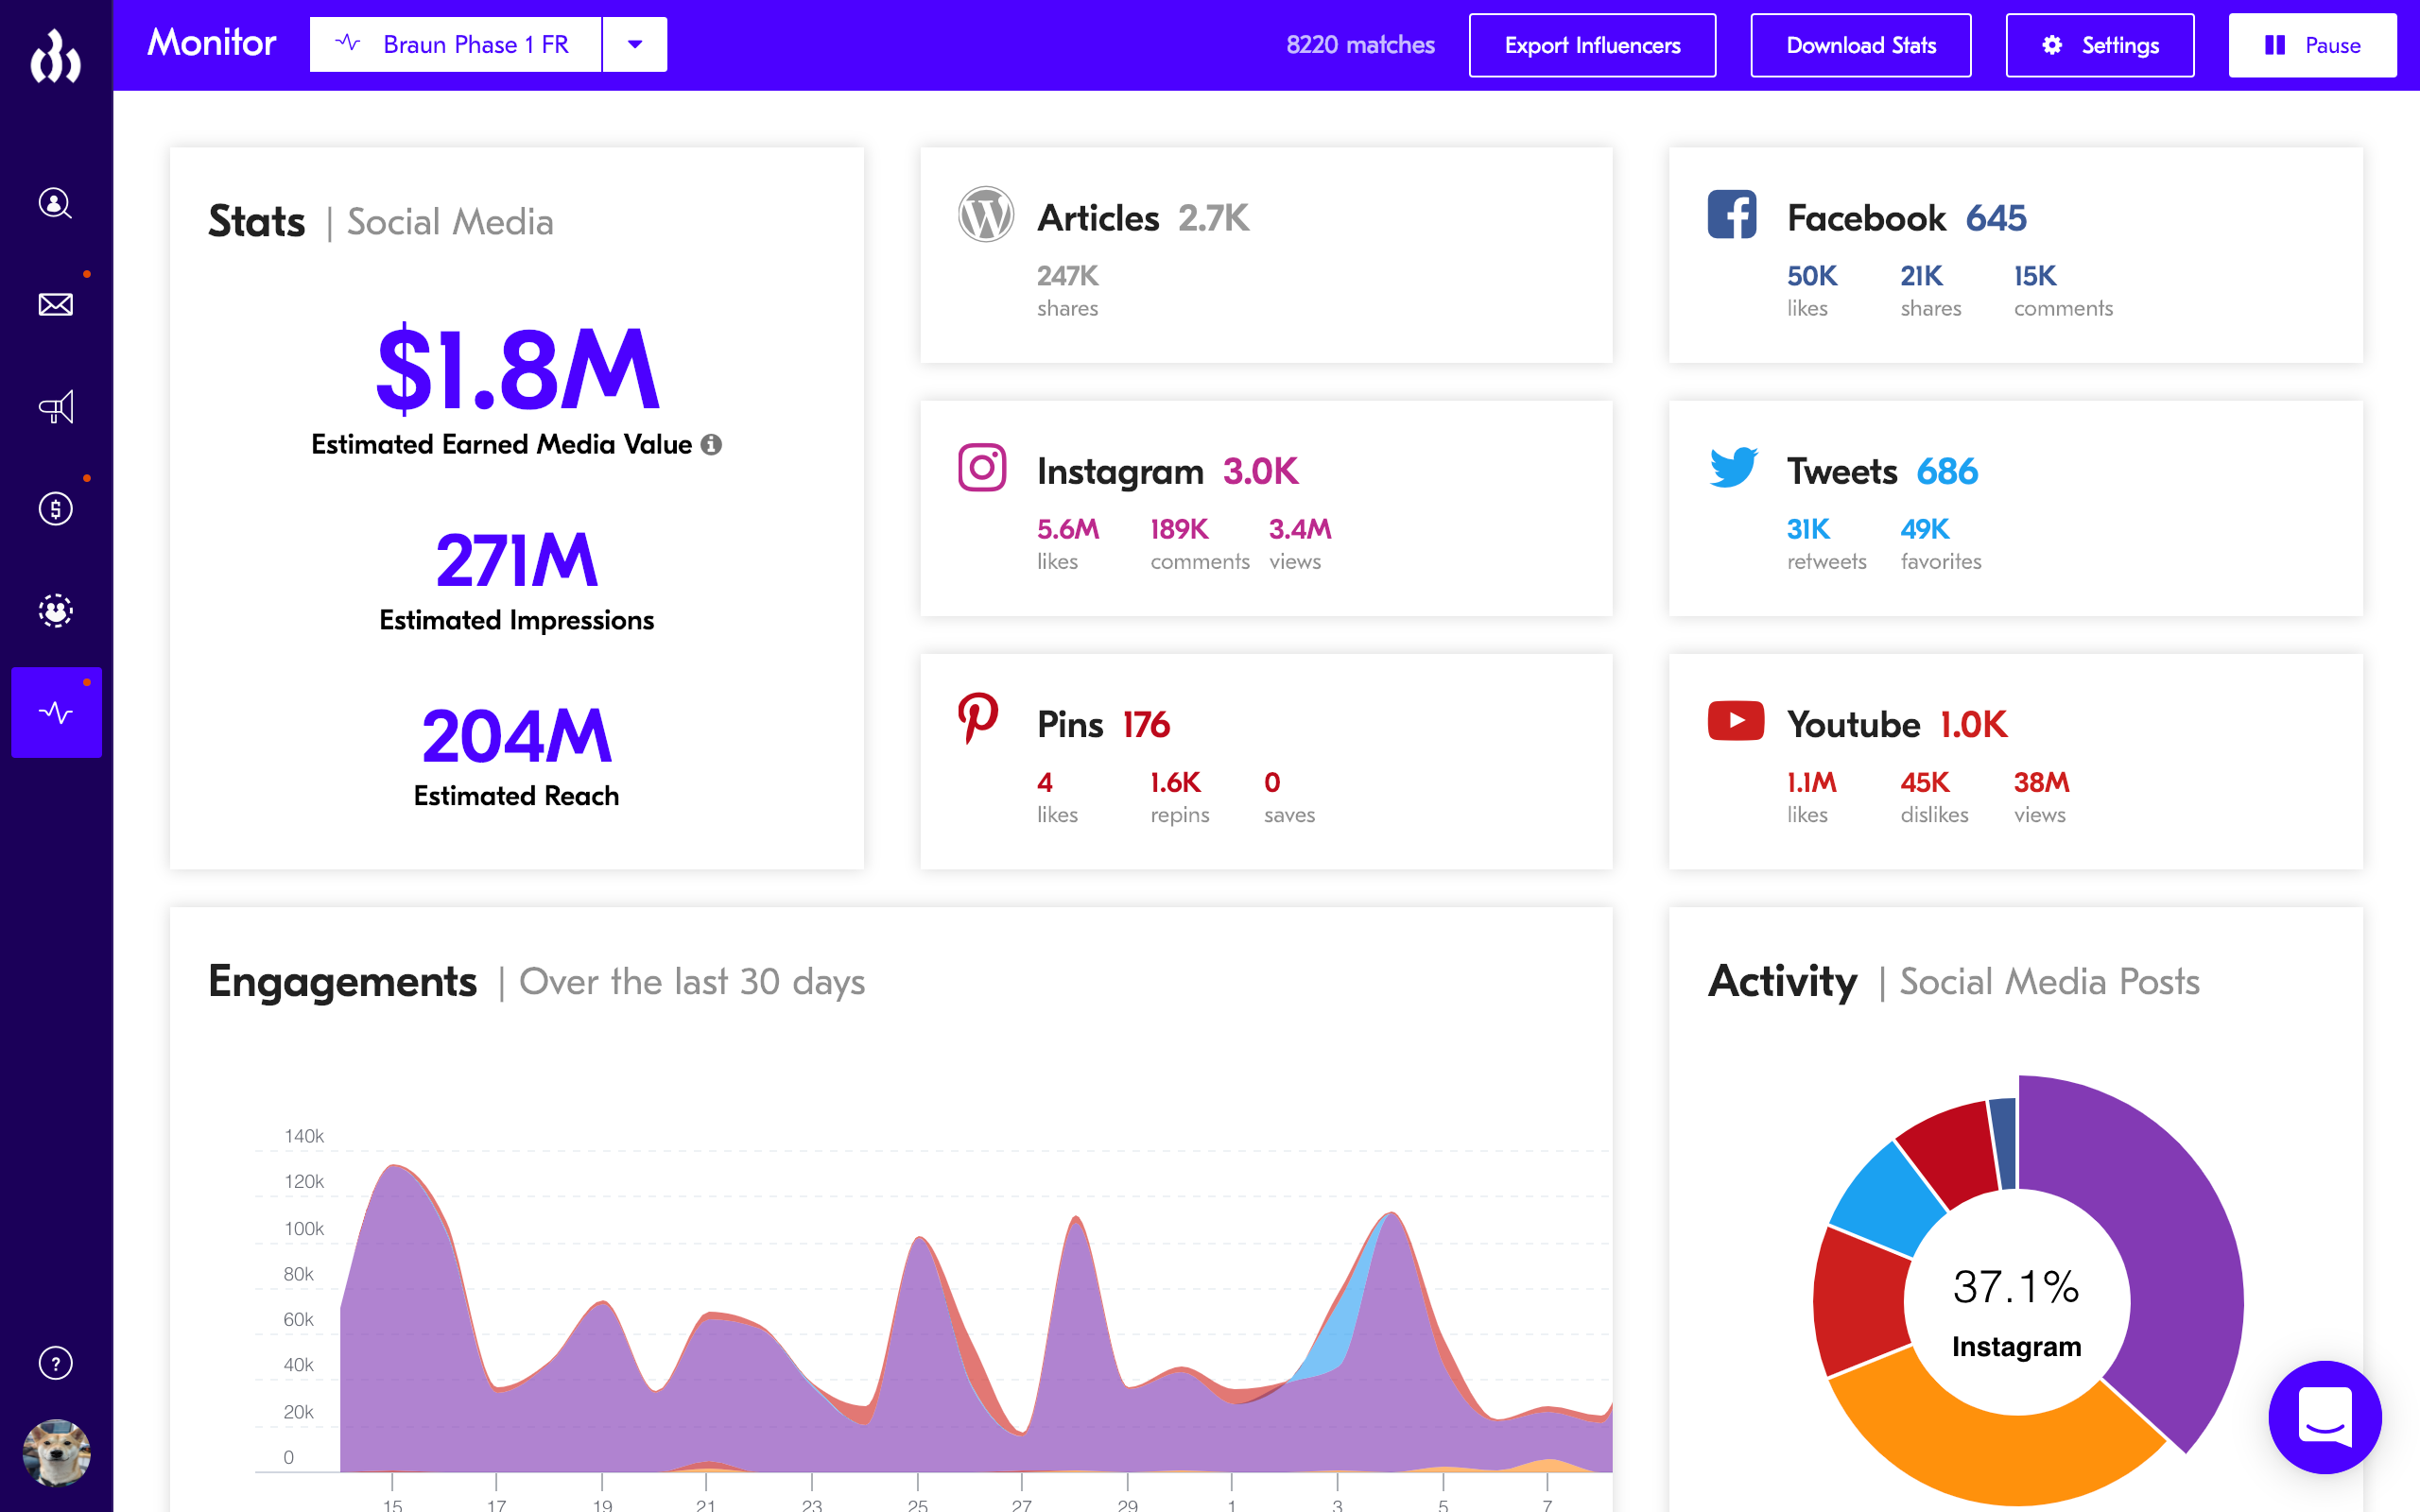 Monitor
Braun Phase 1 FR
8220 matches
Export Influencers
Download Stats
Settings
Pause
Stats | Social Media
$1.8M
Estimated Earned Media Value
271M
Estimated Impressions
204M
Estimated Reach
Articles 2.7K
247K
shares
Facebook 645
50K 21K 15K
likes shares comments
Instagram 3.0K
5.6M 189K 3.4M
likes comments views
Tweets 686
31K 49K
retweets favorites
Pins 176
4 1.6K 0
likes repins saves
Youtube 1.0K
1.1M 45K 38M
likes dislikes views
Engagements | Over the last 30 days
140k
120k
100k
80k
60k
40k
20k
0
15 17 19 21 23 25 27 29 1 3 5 7
Activity | Social Media Posts
37.1%
Instagram